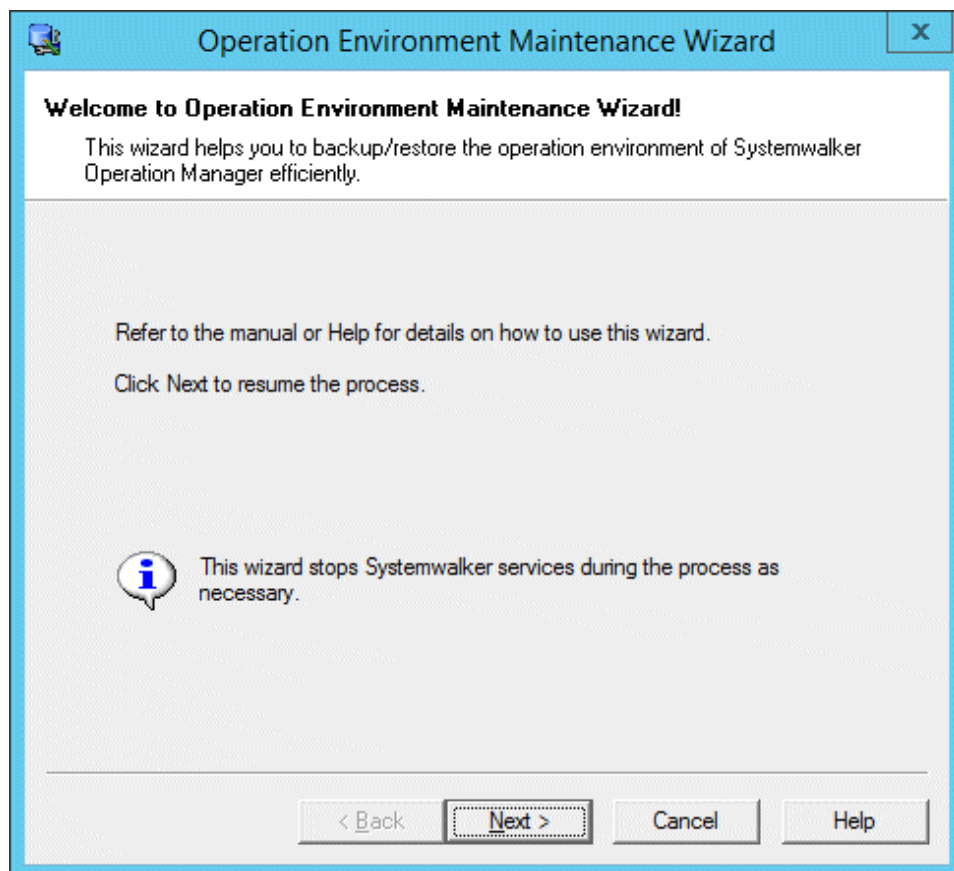 Operation Environment Maintenance Wizard
x
Welcome to Operation Environment Maintenance Wizard!
This wizard helps you to backup/restore the operation environment of Systemwalker
Operation Manager efficiently.
Refer to the manual or Help for details on how to use this wizard.
Click Next to resume the process.
This wizard stops Systemwalker services during the process as
necessary.
< Back
Next >
Cancel
Help